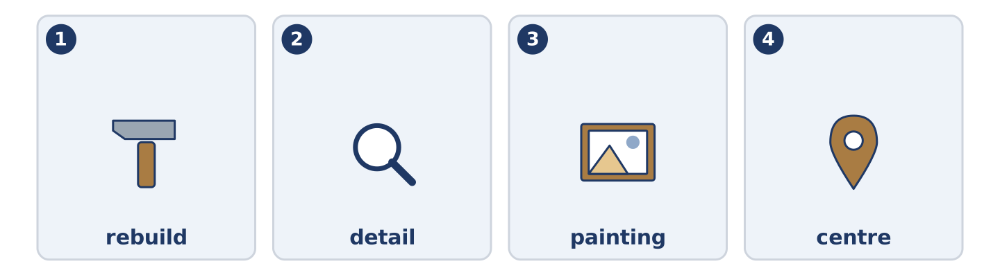 1
2
3
4
rebuild
detail
painting
centre